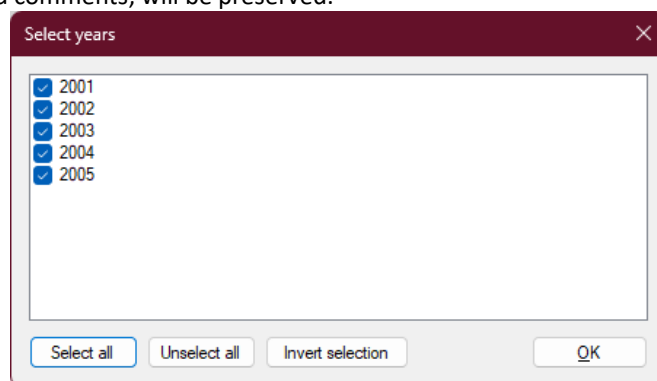 comments, will be preserved.
Select years
2001
2002
2003
2004
2005
Select all Unselect all Invert selection OK